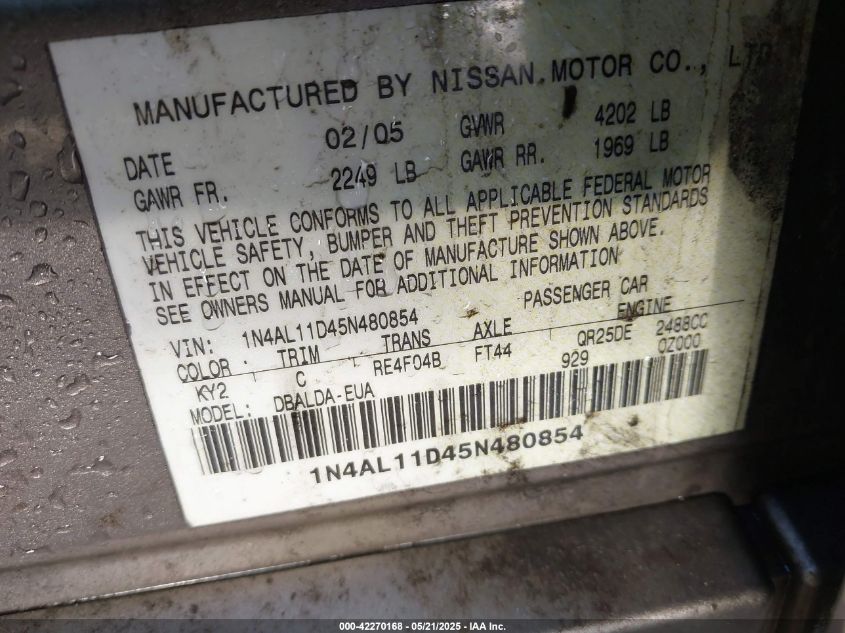 MANUFACTURED BY NISSAN MOTOR CO., LTD
DATE 02/05 GVWR 4202 LB
GAWR FR. 2249 LB GAWR RR. 1969 LB
THIS VEHICLE CONFORMS TO ALL APPLICABLE FEDERAL MOTOR
VEHICLE SAFETY, BUMPER AND THEFT PREVENTION STANDARDS
IN EFFECT ON THE DATE OF MANUFACTURE SHOWN ABOVE.
SEE OWNERS MANUAL FOR ADDITIONAL INFORMATION
VIN: 1N4AL11D45N480854 PASSENGER CAR
COLOR TRIM TRANS AXLE ENGINE
KY2 C RE4F04B FT44 QR25DE 2488CC
MODEL: DBALDA-EUA 929 0Z000
1N4AL11D45N480854
000-42270168 - 05/21/2025 - IAA Inc.